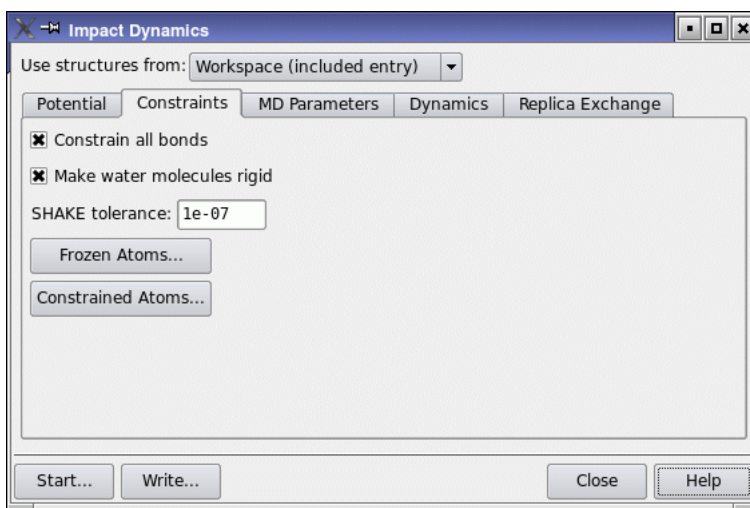 Impact Dynamics
Use structures from: Workspace (included entry)
Potential Constraints MD Parameters Dynamics Replica Exchange
Constrain all bonds
Make water molecules rigid
SHAKE tolerance: 1e-07
Frozen Atoms...
Constrained Atoms...
Start... Write... Close Help